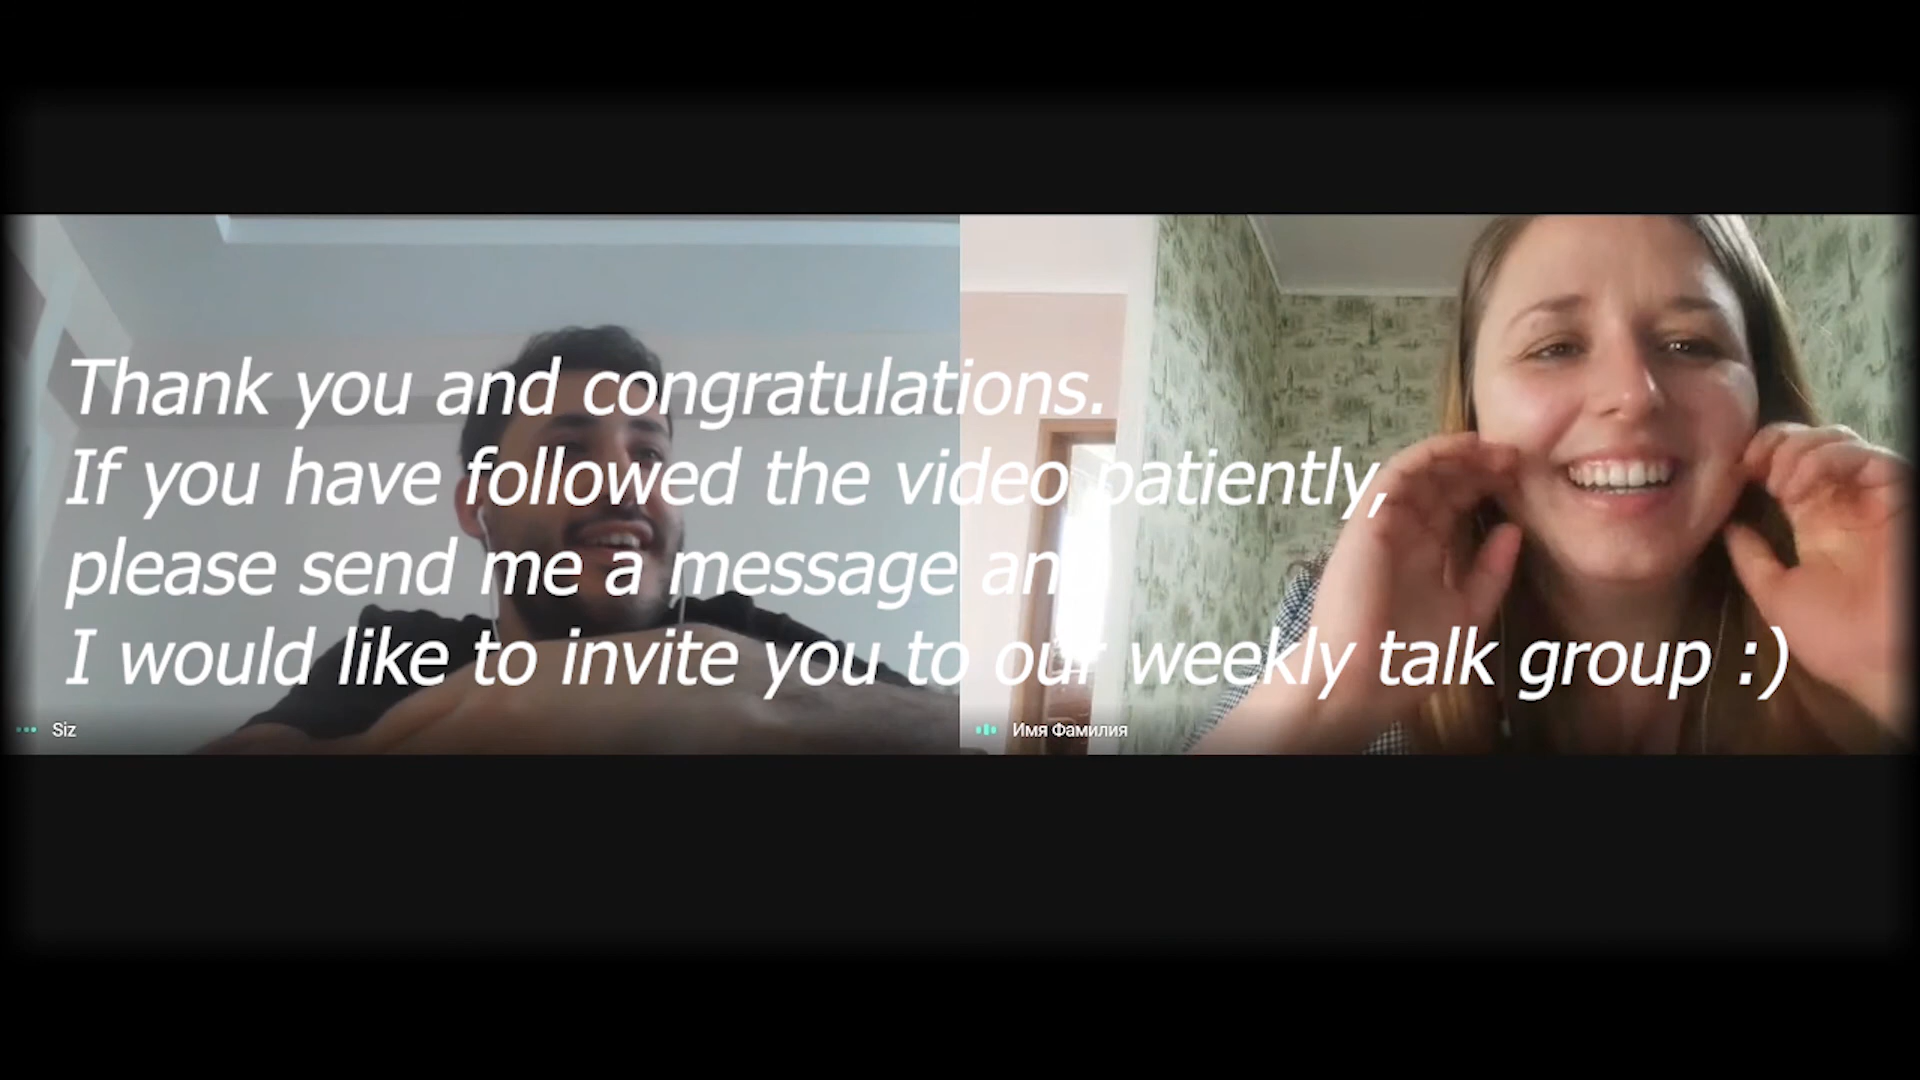 Thank you and congratulations.
If you have followed the video patiently,
please send me a message and
I would like to invite you to our weekly talk group :)
Siz
Имя Фамилия